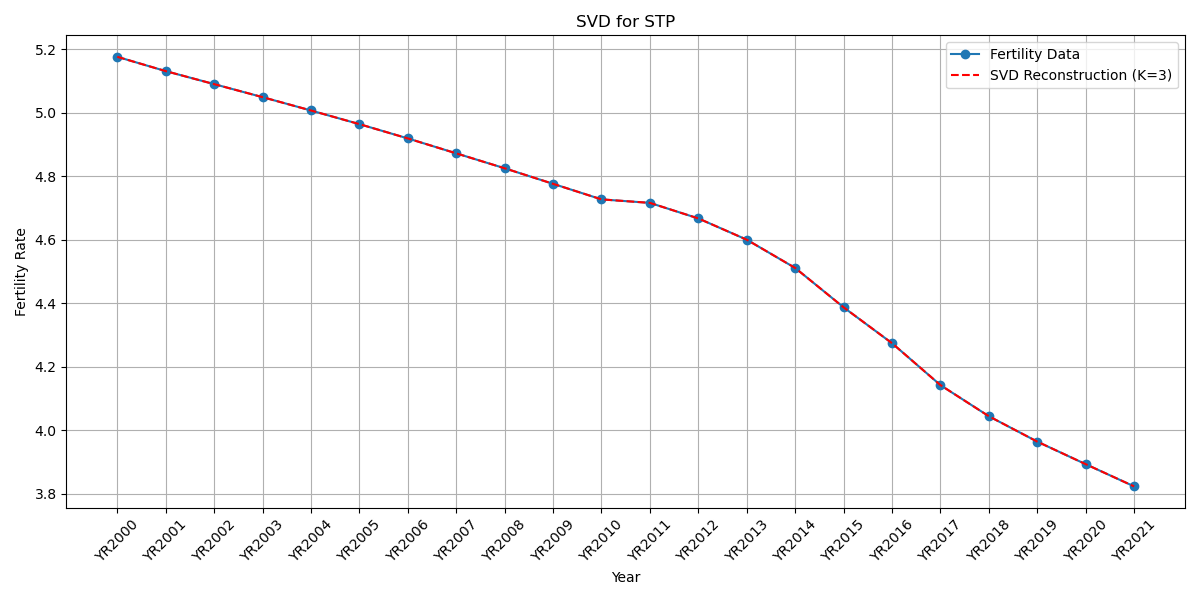 SVD for STP
Fertility Data
SVD Reconstruction (K=3)
Fertility Rate
5.2
5.0
4.8
4.6
4.4
4.2
4.0
3.8
YR2000
YR2001
YR2002
YR2003
YR2004
YR2005
YR2006
YR2007
YR2008
YR2009
YR2010
YR2011
YR2012
YR2013
YR2014
YR2015
YR2016
YR2017
YR2018
YR2019
YR2020
YR2021
Year